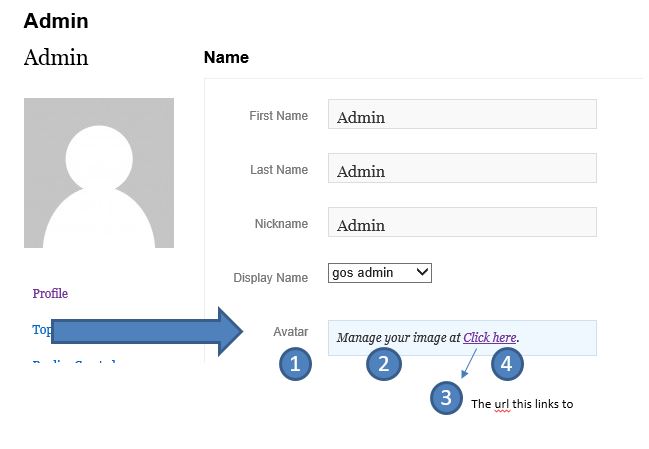 Admin
Admin
Name
First Name Admin
Last Name Admin
Nickname Admin
Display Name gos admin
Profile
Top
Avatar Manage your image at Click here.
1 2 4
3 The url this links to